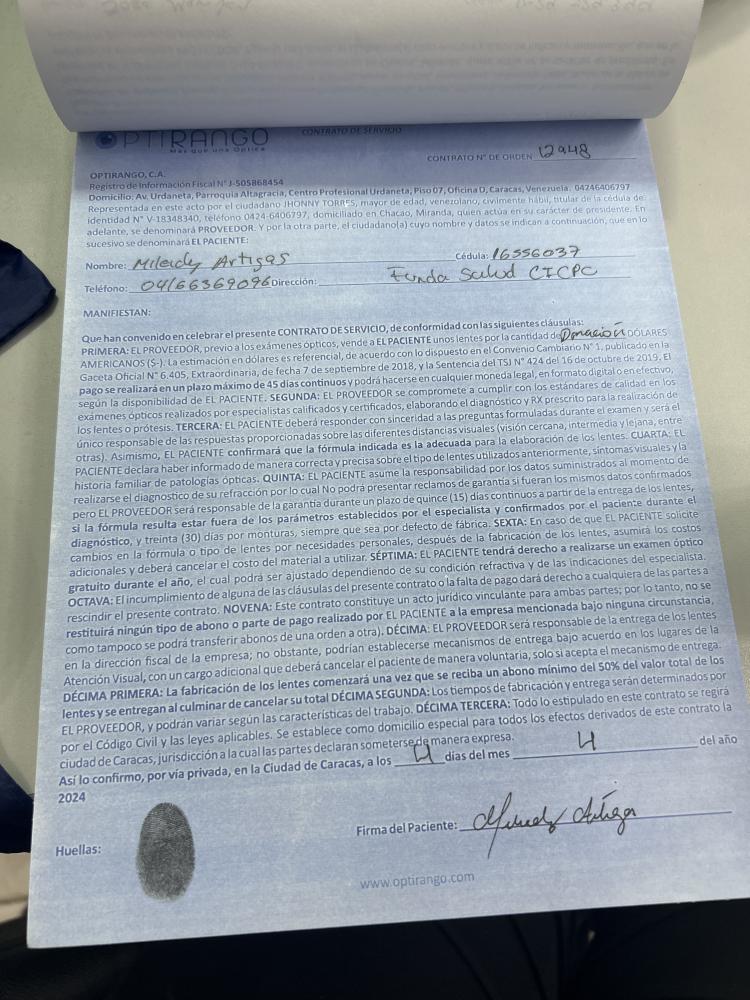 OPTIRANGO
Más que una Óptica
CONTRATO DE SERVICIO
CONTRATO N° DE ORDEN 12948
OPTIRANGO, C.A.
Registro de Información Fiscal N° J-505868454
Domicilio: Av. Urdaneta, Parroquia Altagracia, Centro Profesional Urdaneta, Piso 07, Oficina D, Caracas, Venezuela. 04246406797
Representada en este acto por el ciudadano JHONNY TORRES, mayor de edad, venezolano, civilmente hábil, titular de la cédula de
identidad N° V-18348340, teléfono 0424-6406797, domiciliado en Chacao, Miranda, quien actúa en su carácter de presidente. En
adelante, se denominará PROVEEDOR. Y por la otra parte, el ciudadano(a) cuyo nombre y datos se indican a continuación, que en lo
sucesivo se denominará EL PACIENTE:
Nombre: Mileidy Artigas Cédula: 16556037
Teléfono: 04166369096 Dirección: Funda Salud CICPC
MANIFIESTAN:
Que han convenido en celebrar el presente CONTRATO DE SERVICIO, de conformidad con las siguientes cláusulas:
PRIMERA: EL PROVEEDOR, previo a los exámenes ópticos, vende a EL PACIENTE unos lentes por la cantidad de Donación DÓLARES
AMERICANOS ($-). La estimación en dólares es referencial, de acuerdo con lo dispuesto en el Convenio Cambiario N° 1, publicado en la
Gaceta Oficial N° 6.405, Extraordinaria, de fecha 7 de septiembre de 2018, y la Sentencia del TSJ N° 424 del 16 de octubre de 2019. El
pago se realizará en un plazo máximo de 45 días continuos y podrá hacerse en cualquier moneda legal, en formato digital o efectivo,
según la disponibilidad de EL PACIENTE. SEGUNDA: EL PROVEEDOR se compromete a cumplir con los estándares de calidad en los
exámenes ópticos realizados por especialistas calificados y certificados, elaborando el diagnóstico y RX prescrito para la realización de
los lentes o prótesis. TERCERA: EL PACIENTE deberá responder con sinceridad a las preguntas formuladas durante el examen y será el
único responsable de las respuestas proporcionadas sobre las diferentes distancias visuales (visión cercana, intermedia y lejana, entre
otras). Asimismo, EL PACIENTE confirmará que la fórmula indicada es la adecuada para la elaboración de los lentes. CUARTA: EL
PACIENTE declara haber informado de manera correcta y precisa sobre el tipo de lentes utilizados anteriormente, síntomas visuales y la
historia familiar de patologías ópticas. QUINTA: EL PACIENTE asume la responsabilidad por los datos suministrados al momento de
realizarse el diagnostico de su refracción por lo cual No podrá presentar reclamos de garantía si fueran los mismos datos confirmados
pero EL PROVEEDOR será responsable de la garantía durante un plazo de quince (15) días continuos a partir de la entrega de los lentes,
si la fórmula resulta estar fuera de los parámetros establecidos por el especialista y confirmados por el paciente durante el
diagnóstico, y treinta (30) días por monturas, siempre que sea por defecto de fábrica. SEXTA: En caso de que EL PACIENTE solicite
cambios en la fórmula o tipo de lentes por necesidades personales, después de la fabricación de los lentes, asumirá los costos
adicionales y deberá cancelar el costo del material a utilizar. SÉPTIMA: EL PACIENTE tendrá derecho a realizarse un examen óptico
gratuito durante el año, el cual podrá ser ajustado dependiendo de su condición refractiva y de las indicaciones del especialista.
OCTAVA: El incumplimiento de alguna de las cláusulas del presente contrato o la falta de pago dará derecho a cualquiera de las partes a
rescindir el presente contrato. NOVENA: Este contrato constituye un acto jurídico vinculante para ambas partes; por lo tanto, no se
restituirá ningún tipo de abono o parte de pago realizado por EL PACIENTE a la empresa mencionada bajo ninguna circunstancia,
como tampoco se podrá transferir abonos de una orden a otra). DÉCIMA: EL PROVEEDOR será responsable de la entrega de los lentes
en la dirección fiscal de la empresa; no obstante, podrían establecerse mecanismos de entrega bajo acuerdo en los lugares de la
Atención Visual, con un cargo adicional que deberá cancelar el paciente de manera voluntaria, solo si acepta el mecanismo de entrega.
DÉCIMA PRIMERA: La fabricación de los lentes comenzará una vez que se reciba un abono mínimo del 50% del valor total de los
lentes y se entregan al culminar de cancelar su total DÉCIMA SEGUNDA: Los tiempos de fabricación y entrega serán determinados por
EL PROVEEDOR, y podrán variar según las características del trabajo. DÉCIMA TERCERA: Todo lo estipulado en este contrato se regirá
por el Código Civil y las leyes aplicables. Se establece como domicilio especial para todos los efectos derivados de este contrato la
ciudad de Caracas, jurisdicción a la cual las partes declaran someterse de manera expresa.
Así lo confirmo, por vía privada, en la Ciudad de Caracas, a los 4 días del mes 4 del año
2024
Firma del Paciente:
Huellas:
www.optirango.com